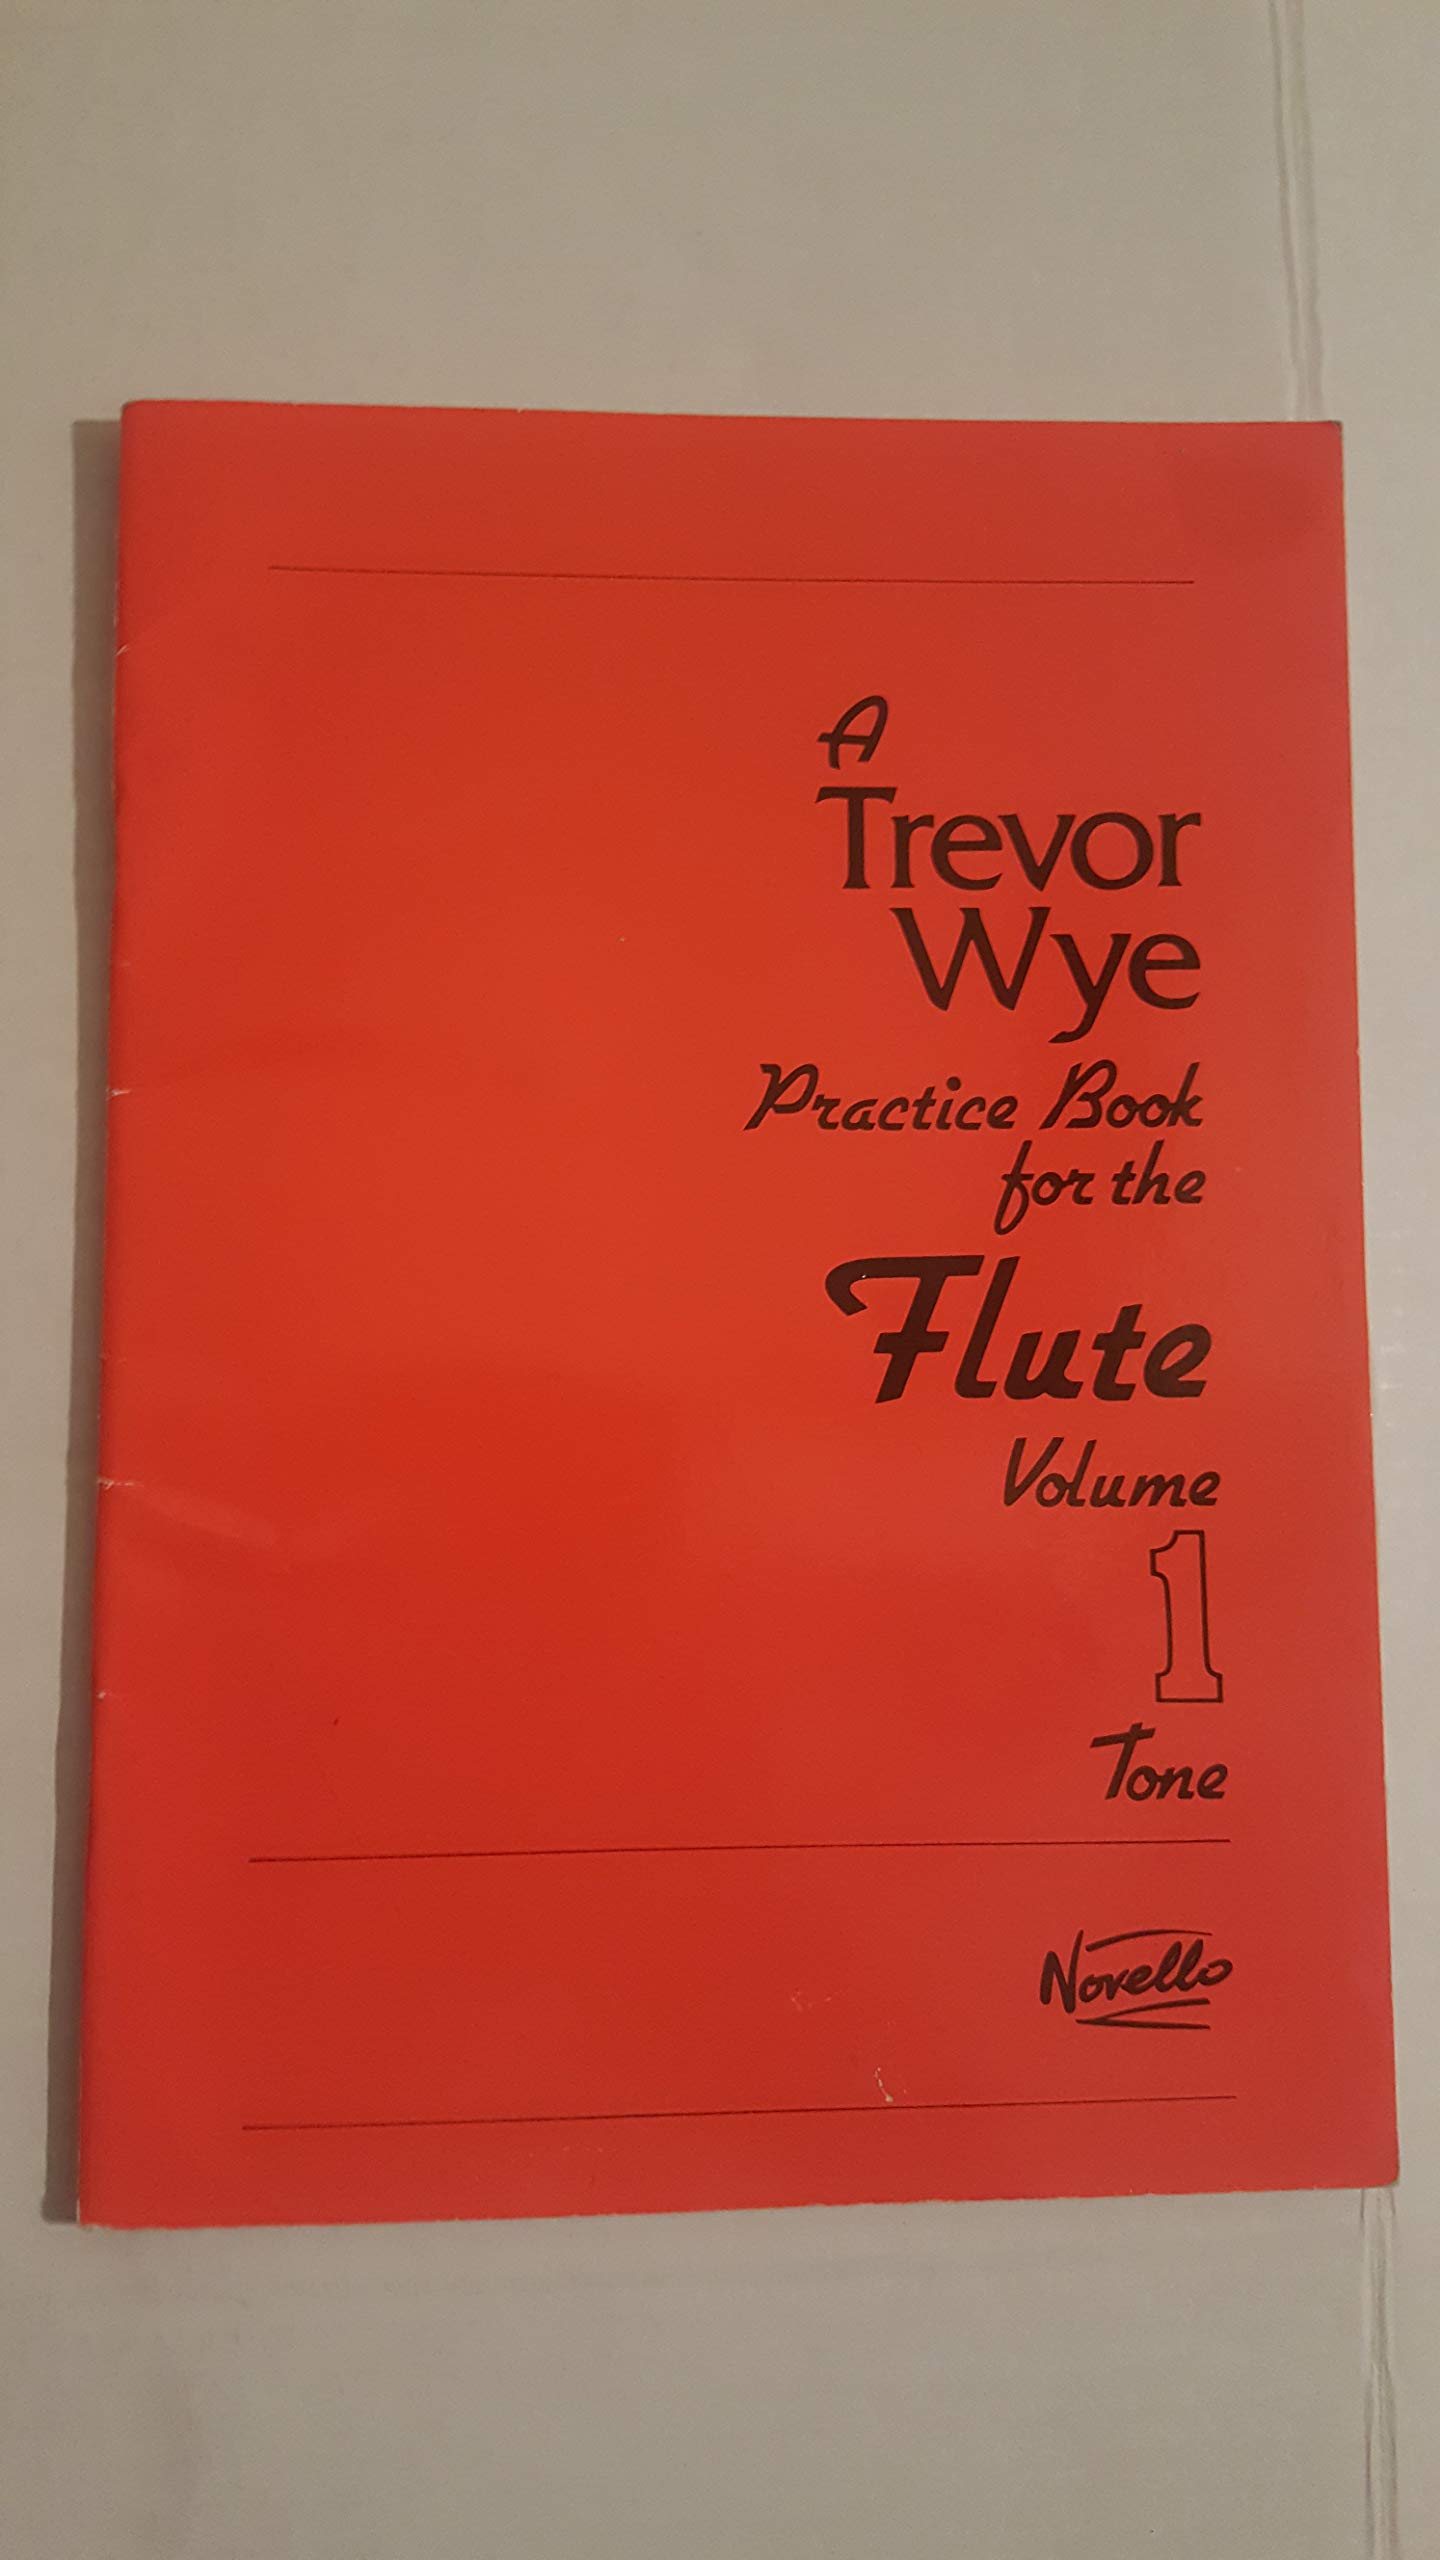 A
Trevor
Wye
Practice Book
for the
Flute
Volume
1
Tone
Novello